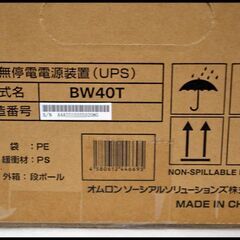 無停電電源装置(UPS)
式名 BW40T
造番号
袋：PE
緩衝材：PS
外箱：段ボール
4580612446693
NON-SPILLABLE
オムロン ソーシアルソリューションズ株式
MADE IN CH